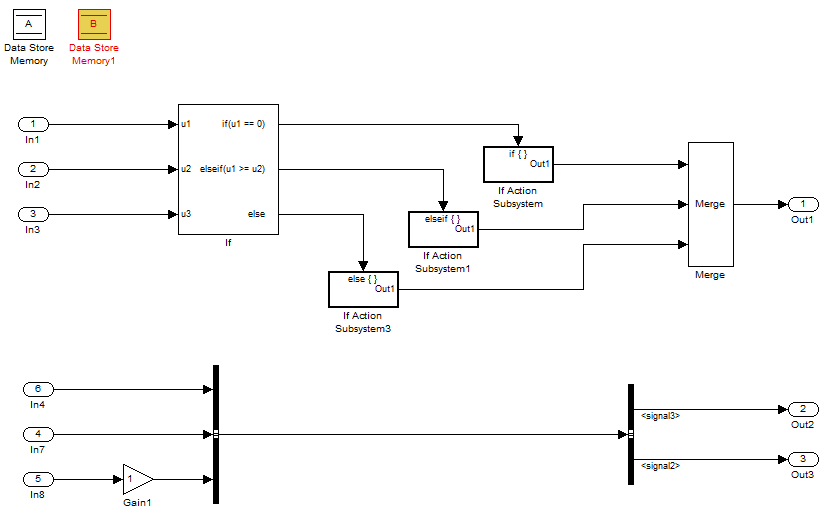 A
B
Data Store
Memory
Data Store
Memory1
1
In1
2
In2
3
In3
u1
if(u1 == 0)
u2
elseif(u1 >= u2)
u3
else
If
if { }
Out1
If Action
Subsystem
elseif { }
Out1
If Action
Subsystem1
else { }
Out1
If Action
Subsystem3
Merge
Merge
1
Out1
6
In4
4
In7
5
In8
1
Gain1
<signal3>
<signal2>
2
Out2
3
Out3